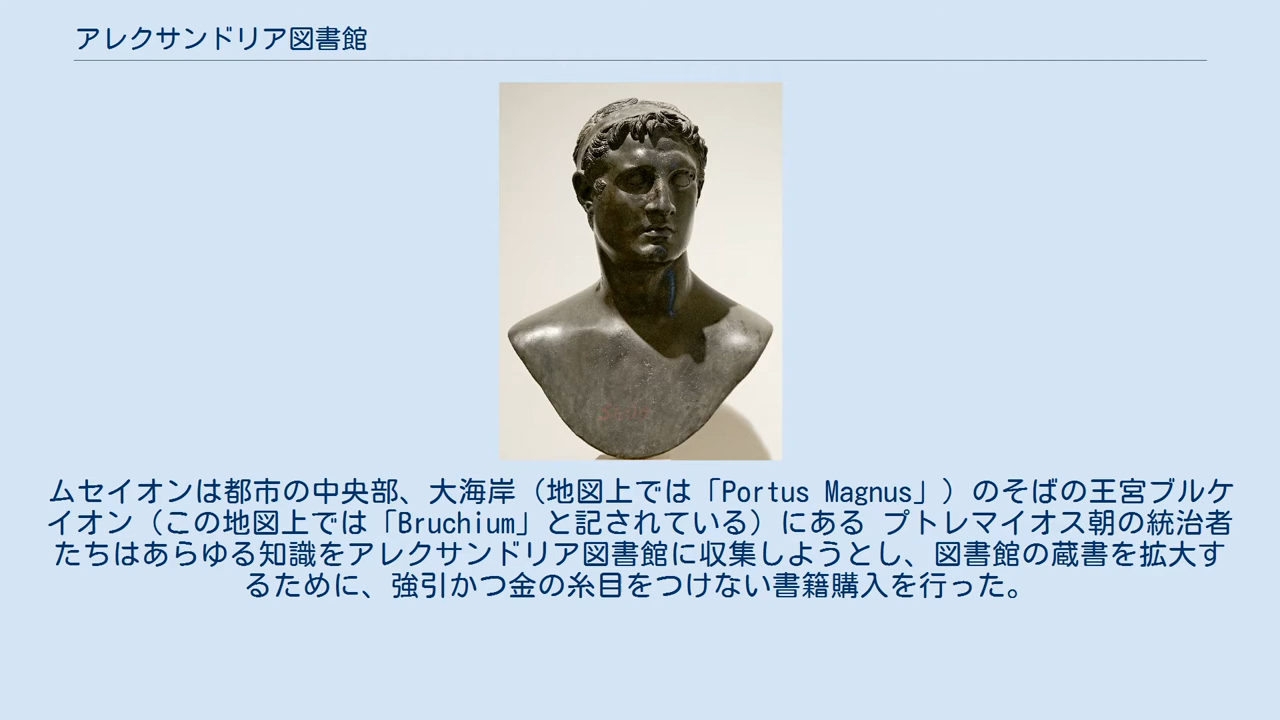 アレクサンドリア図書館
ムセイオンは都市の中央部、大海岸（地図上では「Portus Magnus」）のそばの王宮ブルケ
イオン（この地図上では「Bruchium」と記されている）にある プトレマイオス朝の統治者
たちはあらゆる知識をアレクサンドリア図書館に収集しようとし、図書館の蔵書を拡大す
るために、強引かつ金の糸目をつけない書籍購入を行った。